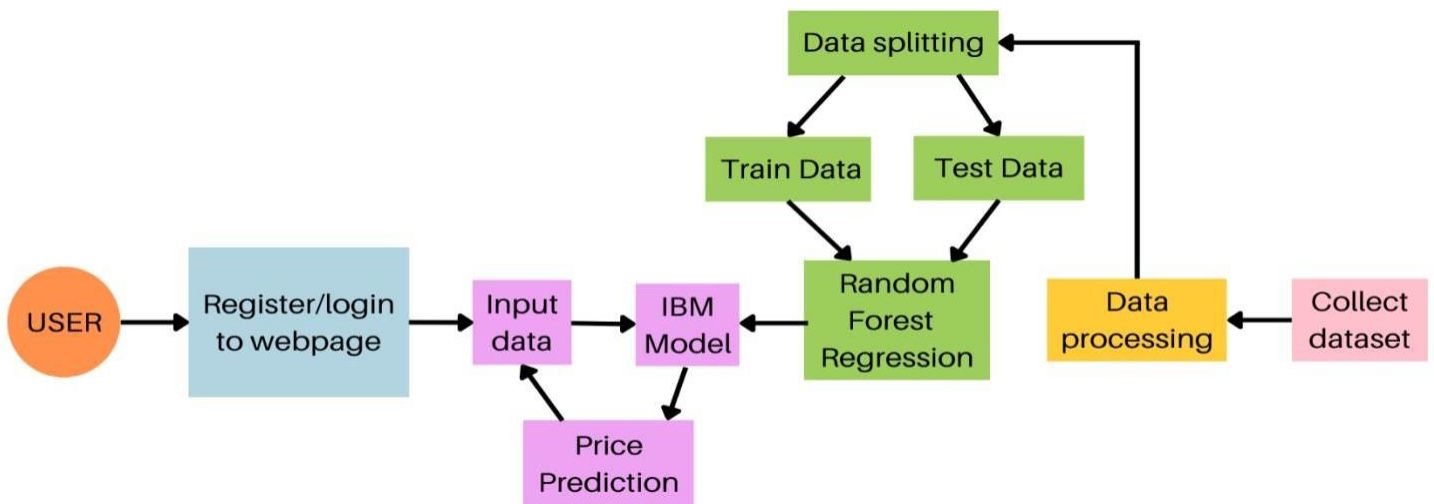 Data splitting
Train Data
Test Data
USER
Register/login
to webpage
Input
data
IBM
Model
Random
Forest
Regression
Data
processing
Collect
dataset
Price
Prediction